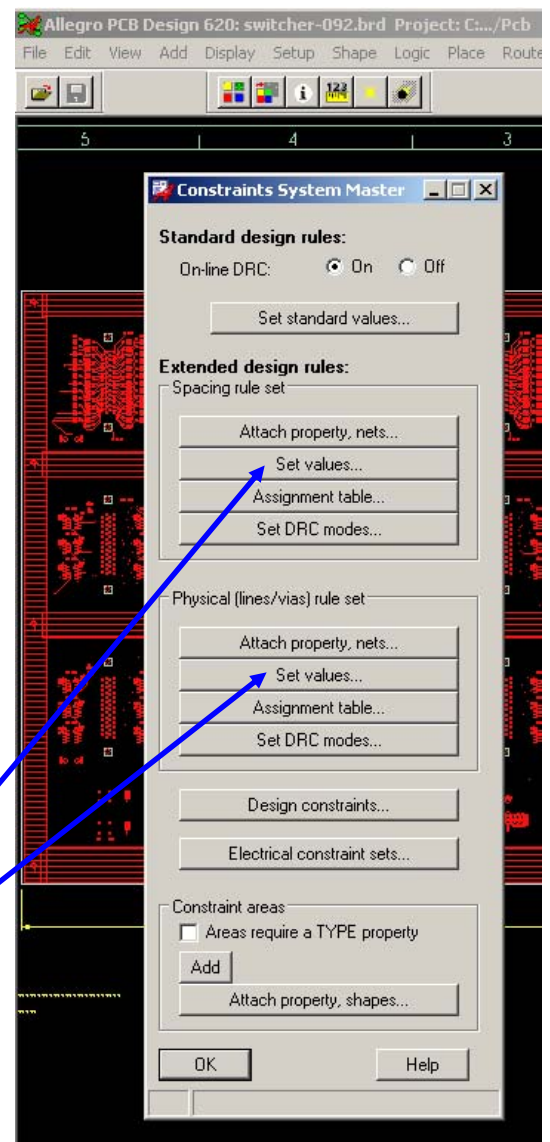 Allegro PCB Design 620: switcher-092.brd Project: C:.../Pcb
File Edit View Add Display Setup Shape Logic Place Route
5 4 3
Constraints System Master
Standard design rules:
On-line DRC: On Off
Set standard values...
Extended design rules:
Spacing rule set
Attach property, nets...
Set values...
Assignment table...
Set DRC modes...
Physical (lines/vias) rule set
Attach property, nets...
Set values...
Assignment table...
Set DRC modes...
Design constraints...
Electrical constraint sets...
Constraint areas
Areas require a TYPE property
Add
Attach property, shapes...
OK Help